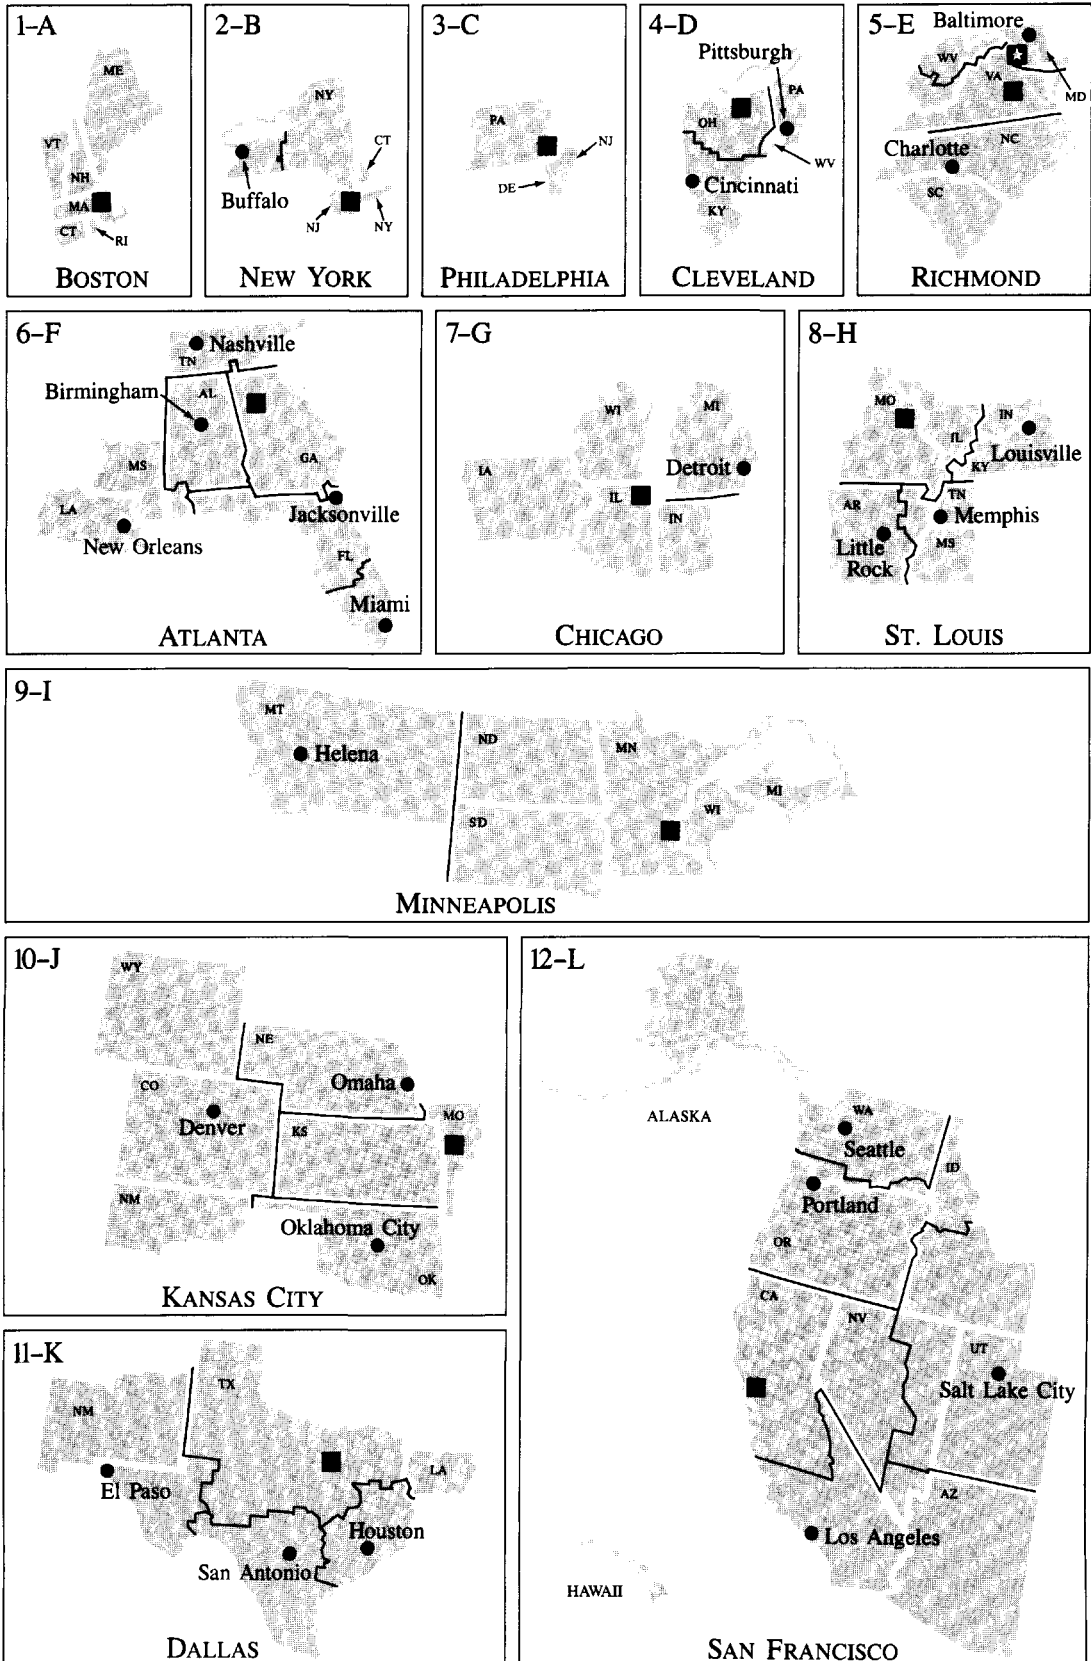 1–A
ME
VT
NH
MA
CT
RI
BOSTON
2–B
NY
CT
Buffalo
NJ
NY
NEW YORK
3–C
PA
NJ
DE
PHILADELPHIA
4–D
Pittsburgh
PA
OH
WV
Cincinnati
KY
CLEVELAND
5–E
Baltimore
WV
VA
MD
NC
Charlotte
SC
RICHMOND
6–F
Nashville
TN
Birmingham
AL
MS
GA
LA
Jacksonville
New Orleans
FL
Miami
ATLANTA
7–G
WI
MI
IA
Detroit
IL
IN
CHICAGO
8–H
MO
IN
IL
Louisville
KY
TN
AR
Memphis
Little
Rock
MS
ST. LOUIS
9–I
MT
ND
MN
Helena
MI
WI
SD
MINNEAPOLIS
10–J
WY
NE
CO
Omaha
MO
Denver
KS
NM
Oklahoma City
OK
KANSAS CITY
11–K
TX
NM
LA
El Paso
Houston
San Antonio
DALLAS
12–L
ALASKA
WA
Seattle
ID
Portland
OR
CA
NV
UT
Salt Lake City
AZ
Los Angeles
HAWAII
SAN FRANCISCO